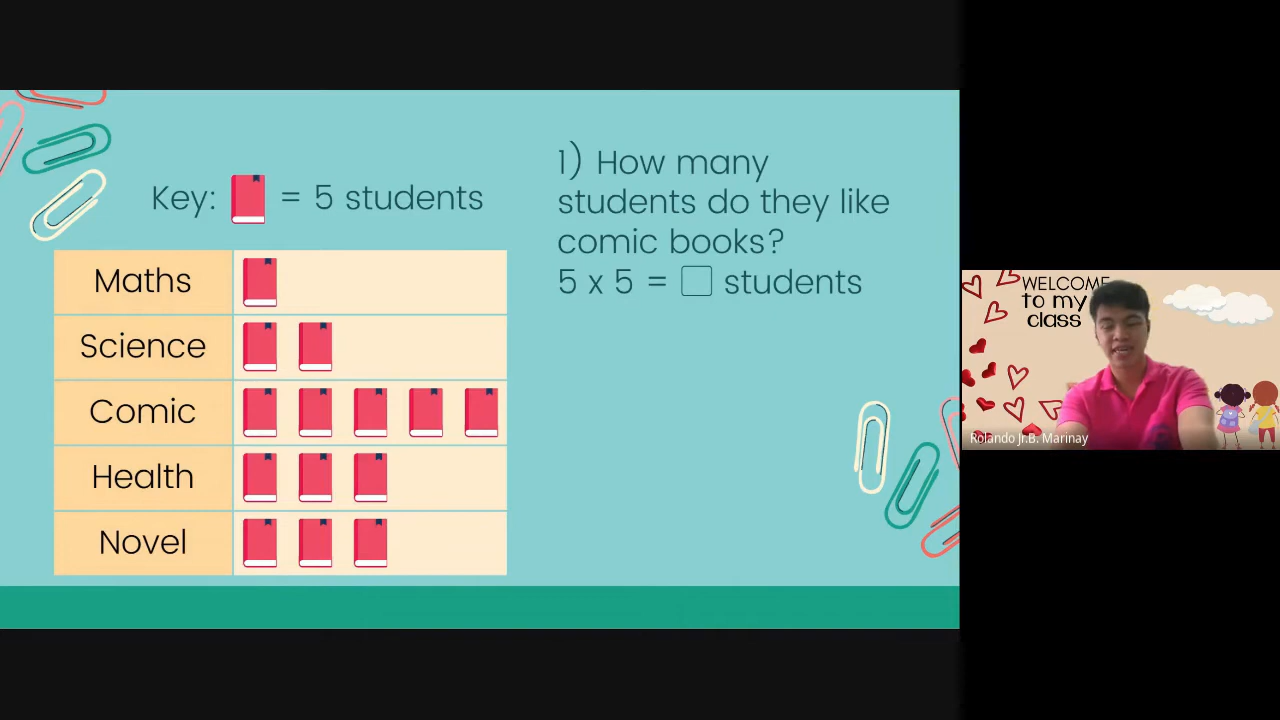 Key: = 5 students
Maths
Science
Comic
Health
Novel
1) How many
students do they like
comic books?
5 x 5 = □ students
WELCOME
to my
class
Rolando Jr.B. Marinay